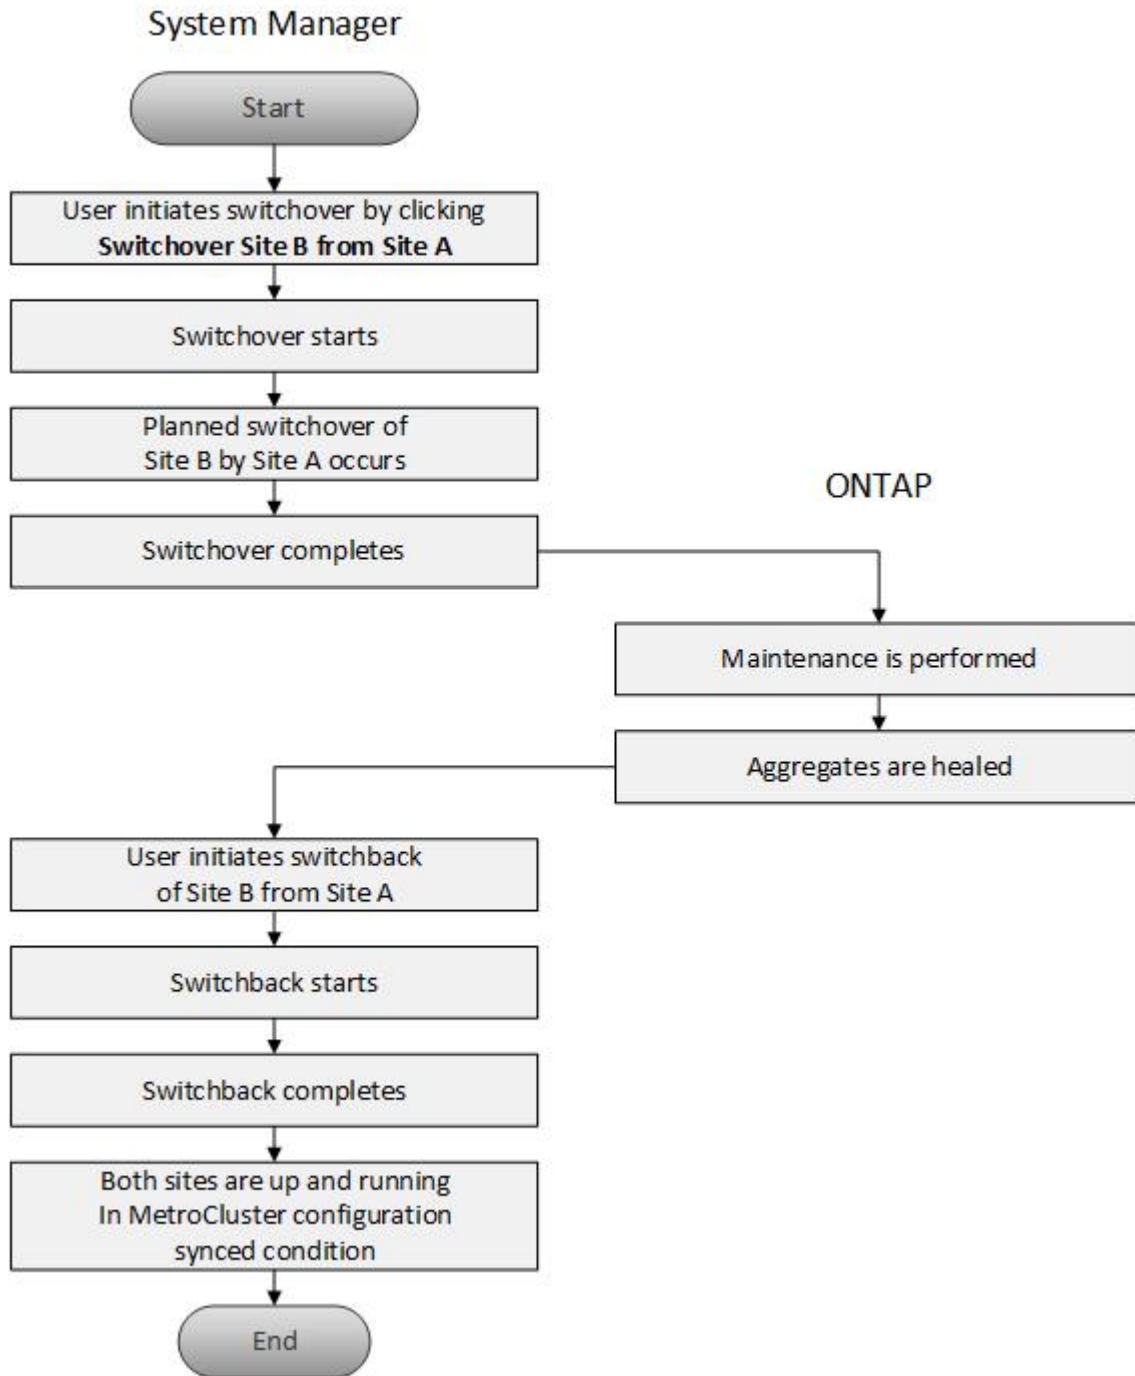 System Manager
Start
User initiates switchover by clicking
Switchover Site B from Site A
Switchover starts
Planned switchover of
Site B by Site A occurs
Switchover completes
ONTAP
Maintenance is performed
Aggregates are healed
User initiates switchback
of Site B from Site A
Switchback starts
Switchback completes
Both sites are up and running
In MetroCluster configuration
synced condition
End